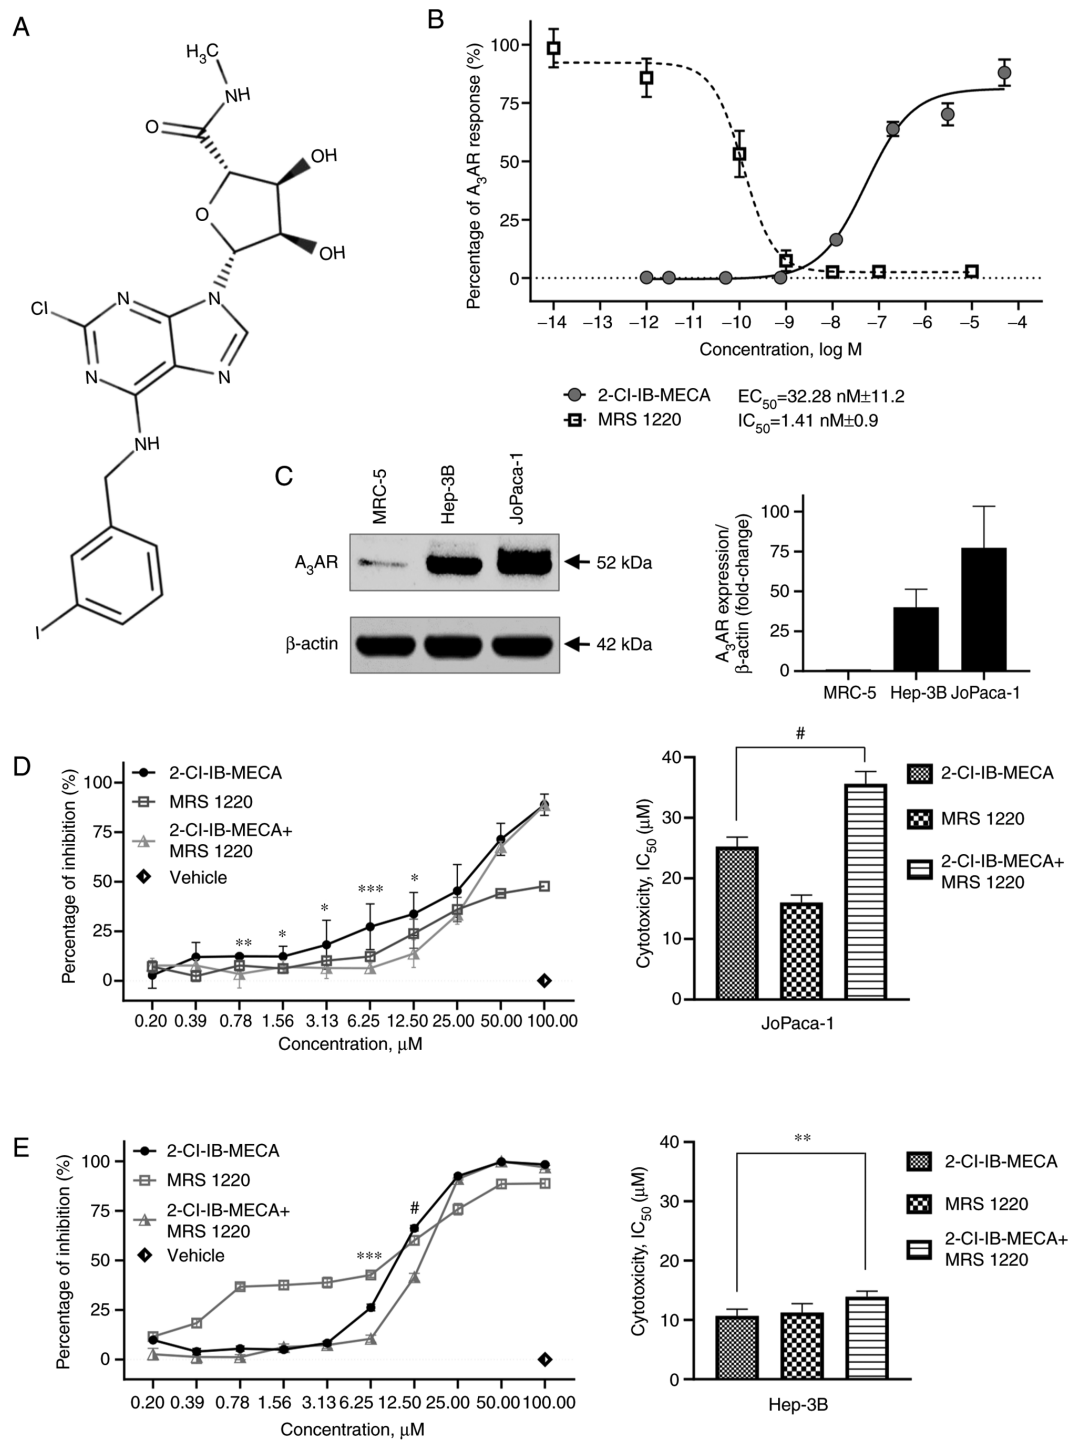 A
H3C
NH
O
OH
O
OH
Cl
N
N
N
N
NH
I
B
Percentage of A3AR response (%)
100
75
50
25
0
–14 –13 –12 –11 –10 –9 –8 –7 –6 –5 –4
Concentration, log M
2-CI-IB-MECA EC50=32.28 nM±11.2
MRS 1220 IC50=1.41 nM±0.9
C
MRC-5
Hep-3B
JoPaca-1
A3AR
52 kDa
β-actin
42 kDa
A3AR expression/
β-actin (fold-change)
100
75
50
25
0
MRC-5 Hep-3B JoPaca-1
D
Percentage of inhibition (%)
100
75
50
25
0
2-CI-IB-MECA
MRS 1220
2-CI-IB-MECA+
MRS 1220
Vehicle
** * * *** *
0.20 0.39 0.78 1.56 3.13 6.25 12.50 25.00 50.00 100.00
Concentration, μM
Cytotoxicity, IC50 (μM)
40
30
20
10
0
#
JoPaca-1
2-CI-IB-MECA
MRS 1220
2-CI-IB-MECA+
MRS 1220
E
Percentage of inhibition (%)
100
75
50
25
0
2-CI-IB-MECA
MRS 1220
2-CI-IB-MECA+
MRS 1220
Vehicle
*** #
0.20 0.39 0.78 1.56 3.13 6.25 12.50 25.00 50.00 100.00
Concentration, μM
Cytotoxicity, IC50 (μM)
40
30
20
10
0
**
Hep-3B
2-CI-IB-MECA
MRS 1220
2-CI-IB-MECA+
MRS 1220